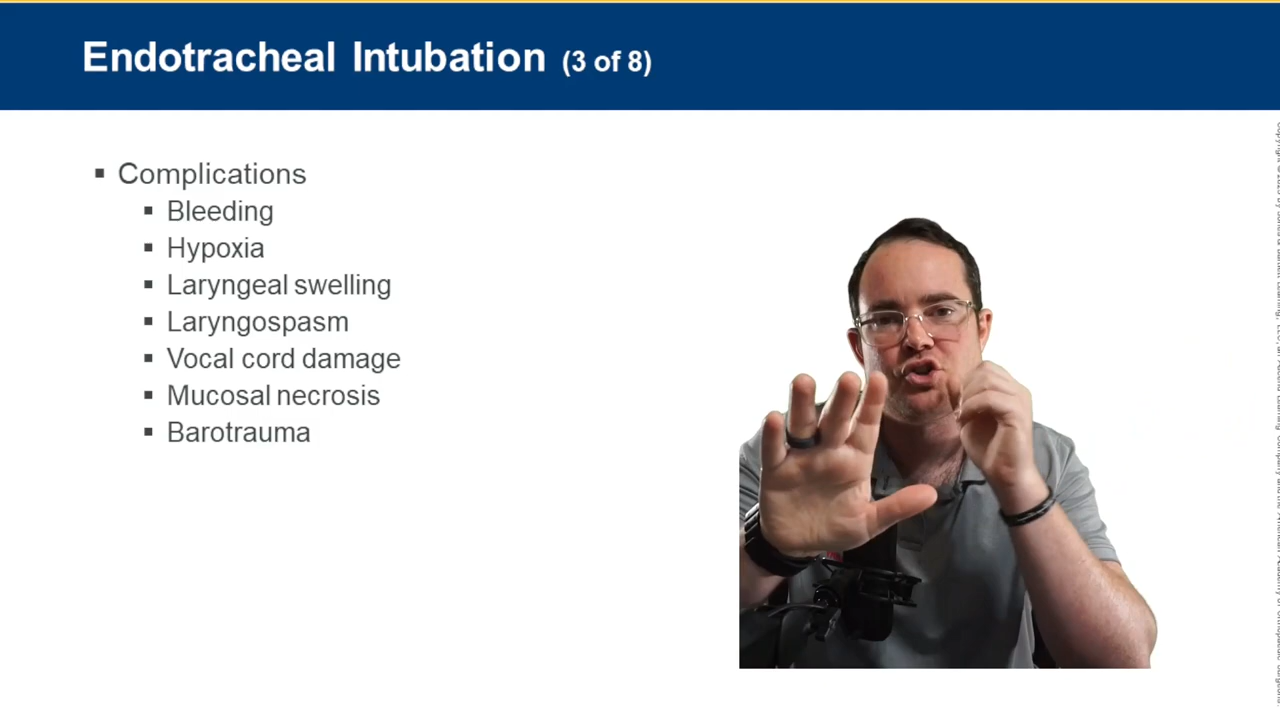 Endotracheal Intubation (3 of 8)
▪ Complications
▪ Bleeding
▪ Hypoxia
▪ Laryngeal swelling
▪ Laryngospasm
▪ Vocal cord damage
▪ Mucosal necrosis
▪ Barotrauma